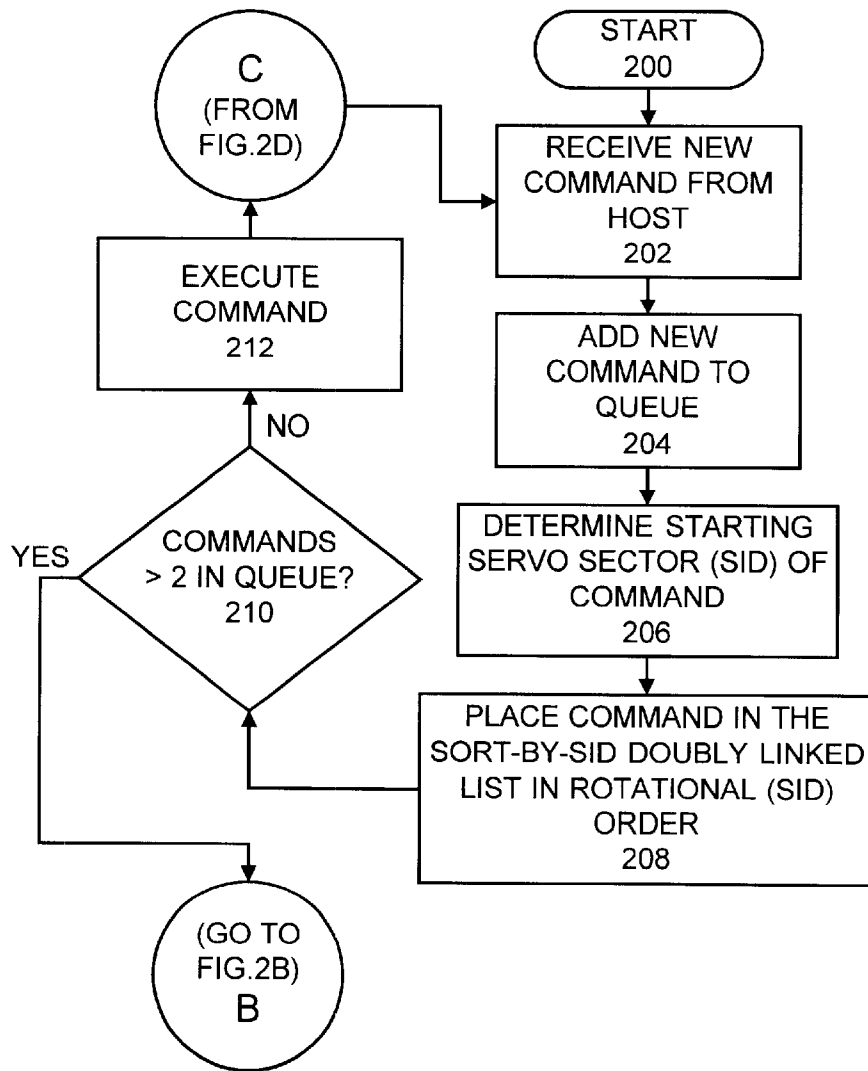 START
200
RECEIVE NEW
COMMAND FROM
HOST
202
ADD NEW
COMMAND TO
QUEUE
204
DETERMINE STARTING
SERVO SECTOR (SID) OF
COMMAND
206
PLACE COMMAND IN THE
SORT-BY-SID DOUBLY LINKED
LIST IN ROTATIONAL (SID)
ORDER
208
COMMANDS
> 2 IN QUEUE?
210
NO
EXECUTE
COMMAND
212
C
(FROM
FIG.2D)
YES
(GO TO
FIG.2B)
B